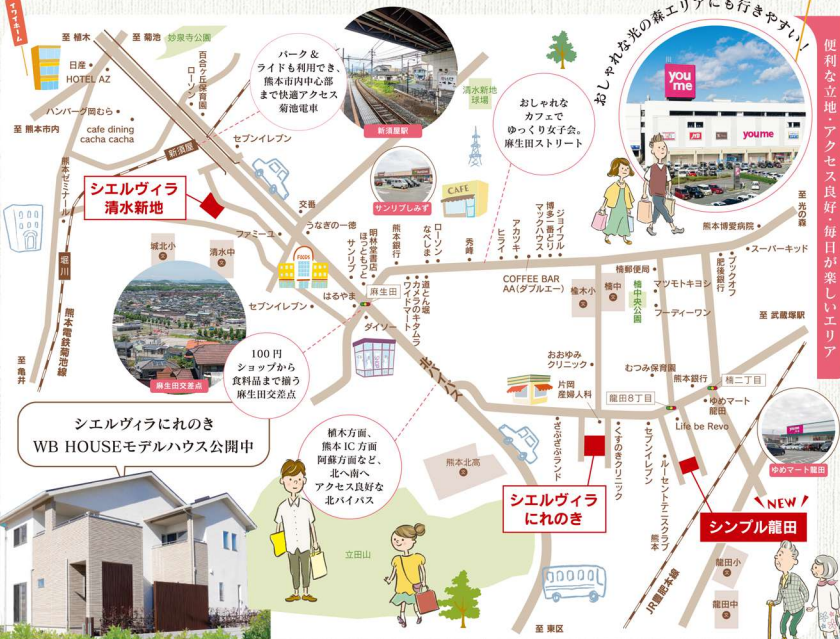 イワイホーム
至 植木
至 菊池
妙泉寺公園
日産
HOTEL AZ
百合ヶ丘保育園
ローソン
ハンバーグ岡むら
至 熊本市内
cafe dining
cacha cacha
セブンイレブン
新須屋
熊本ゼミナール
シエルヴィラ
清水新地
堀川
熊本電鉄菊池線
至 亀井
城北小
文
清水中
文
ファミーユ
交番
うなぎの一徳
FOODS
セブンイレブン
はるやま
パーク&
ライドも利用でき、
熊本市内中心部
まで快適アクセス
菊池電車
新須屋駅
サンリブしみず
清水新地
球場
CAFE
おしゃれな
カフェで
ゆっくり女子会。
麻生田ストリート
おしゃれな光の森エリアにも行きやすい!
you
me
youme
便利な立地・アクセス良好・毎日が楽しいエリア
至 光の森
熊本博愛病院
スーパーキッド
ブックオフ
肥後銀行
サンリブ
ほっともっと
明林堂書店
熊本銀行
なべしま
ローソン
秀峰
ヒライ
アカツキ
マックハウス
博多一番どり
ジョイフル
COFFEE BAR
AA(ダブルエー)
麻生田
ダイソー
ワイドマート
カメラのキタムラ
道とん堀
楡木小
文
楠中
文
楠郵便局
楠中央公園
マツモトキヨシ
フーディーワン
至 武蔵塚駅
北バイパス
麻生田交差点
100円
ショップから
食料品まで揃う
麻生田交差点
植木方面、
熊本IC方面
阿蘇方面など、
北へ南へ
アクセス良好な
北バイパス
熊本北高
文
おおゆみ
クリニック
片岡
産婦人科
むつみ保育園
熊本銀行
楠二丁目
龍田8丁目
ゆめマート
龍田
Life be Revo
ゆめマート龍田
ざぶざぶランド
くすのきクリニック
セブンイレブン
ルーセントテニスクラブ
熊本
シエルヴィラ
にれのき
NEW
シンプル龍田
龍田小
文
龍田中
文
JR豊肥本線
至 東区
立田山
シエルヴィラにれのき
WB HOUSEモデルハウス公開中